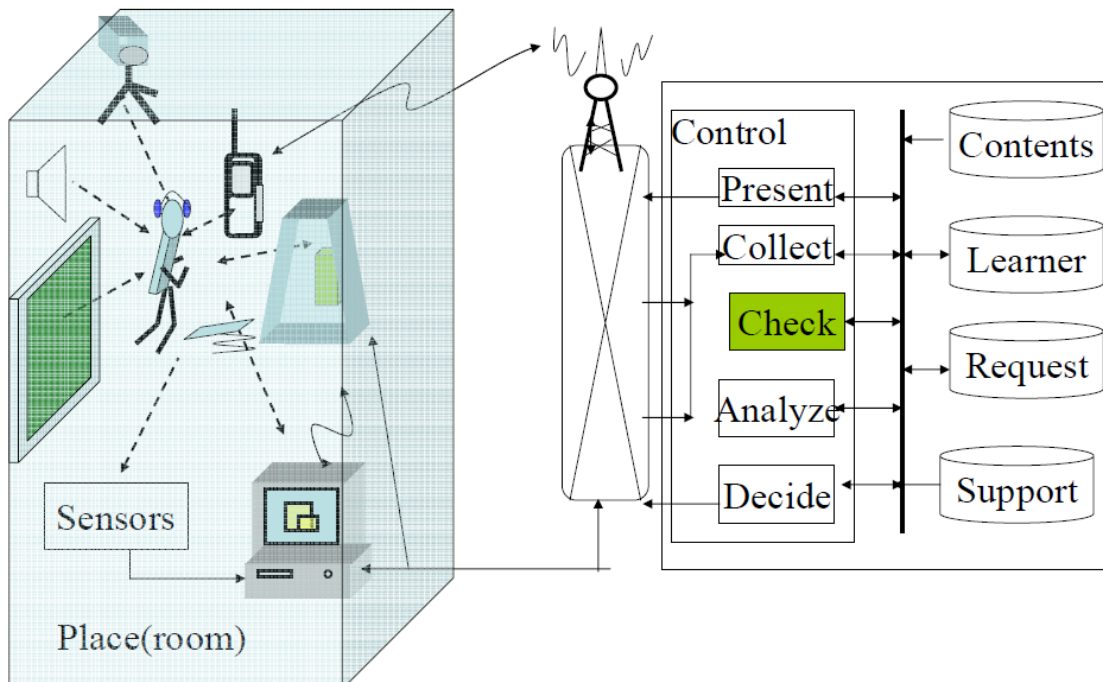 Control
Present
Collect
Check
Analyze
Decide
Contents
Learner
Request
Support
Sensors
Place(room)